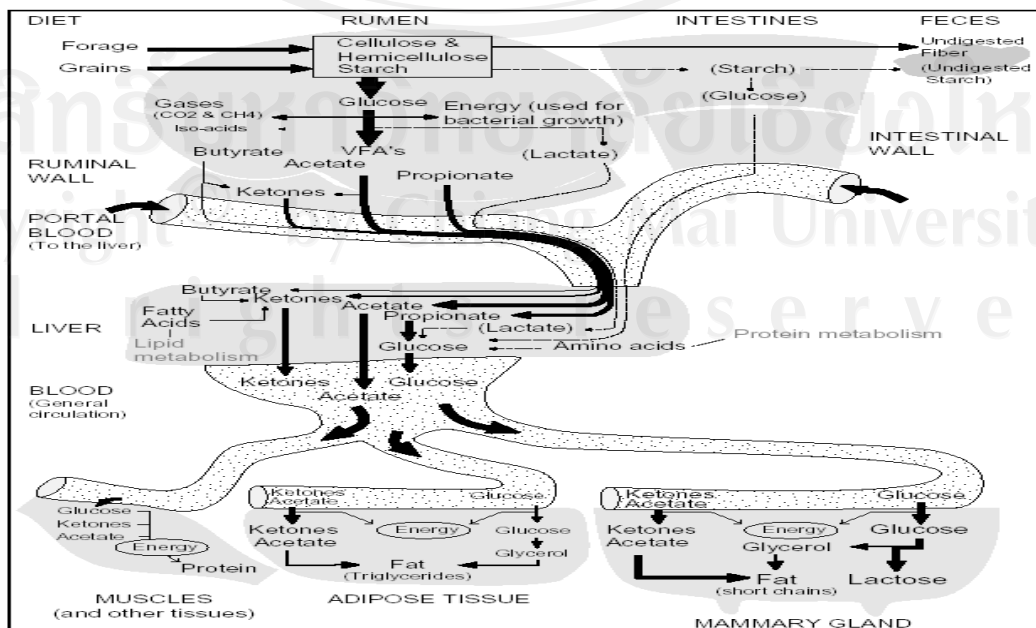 DIET
RUMEN
INTESTINES
FECES
Forage
Grains
Cellulose &
Hemicellulose
Starch
Undigested
Fiber
(Undigested
Starch)
(Starch)
(Glucose)
Gases
(CO2 & CH4)
Iso-acids
Glucose
Energy (used for
bacterial growth)
Butyrate
VFA's
Acetate
Propionate
(Lactate)
Ketones
RUMINAL
WALL
INTESTINAL
WALL
PORTAL
BLOOD
(To the liver)
by Chiang Mai University
LIVER
Butyrate
Ketones
Acetate
Propionate
(Lactate)
Fatty
Acids
Lipid
metabolism
Glucose
Amino acids
Protein metabolism
BLOOD
(General
circulation)
Ketones
Acetate
Glucose
Glucose
Ketones
Acetate
Energy
Protein
MUSCLES
(and other tissues)
Ketones
Acetate
Glucose
Ketones
Acetate
Energy
Glucose
Glycerol
Fat
(Triglycerides)
ADIPOSE TISSUE
Ketones
Acetate
Glucose
Ketones
Acetate
Energy
Glycerol
Glucose
Fat
(short chains)
Lactose
MAMMARY GLAND